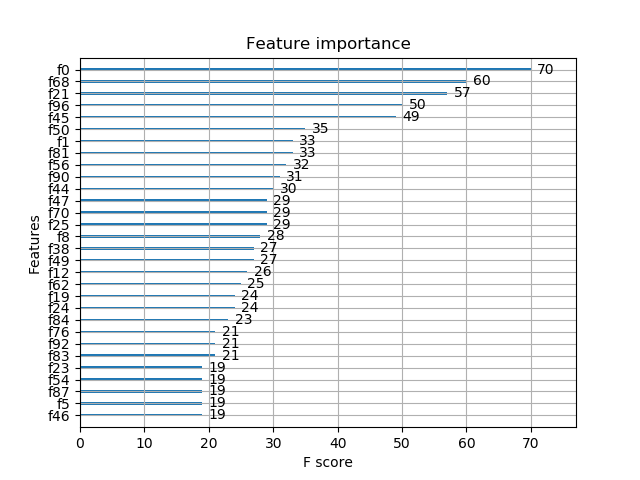 Feature importance
Features
f0 70
f68 60
f21 57
f96 50
f45 49
f50 35
f1 33
f81 33
f56 32
f90 31
f44 30
f47 29
f70 29
f25 29
f8 28
f38 27
f49 27
f12 26
f62 25
f19 24
f24 24
f84 23
f76 21
f92 21
f83 21
f23 19
f54 19
f87 19
f5 19
f46 19
0 10 20 30 40 50 60 70
F score